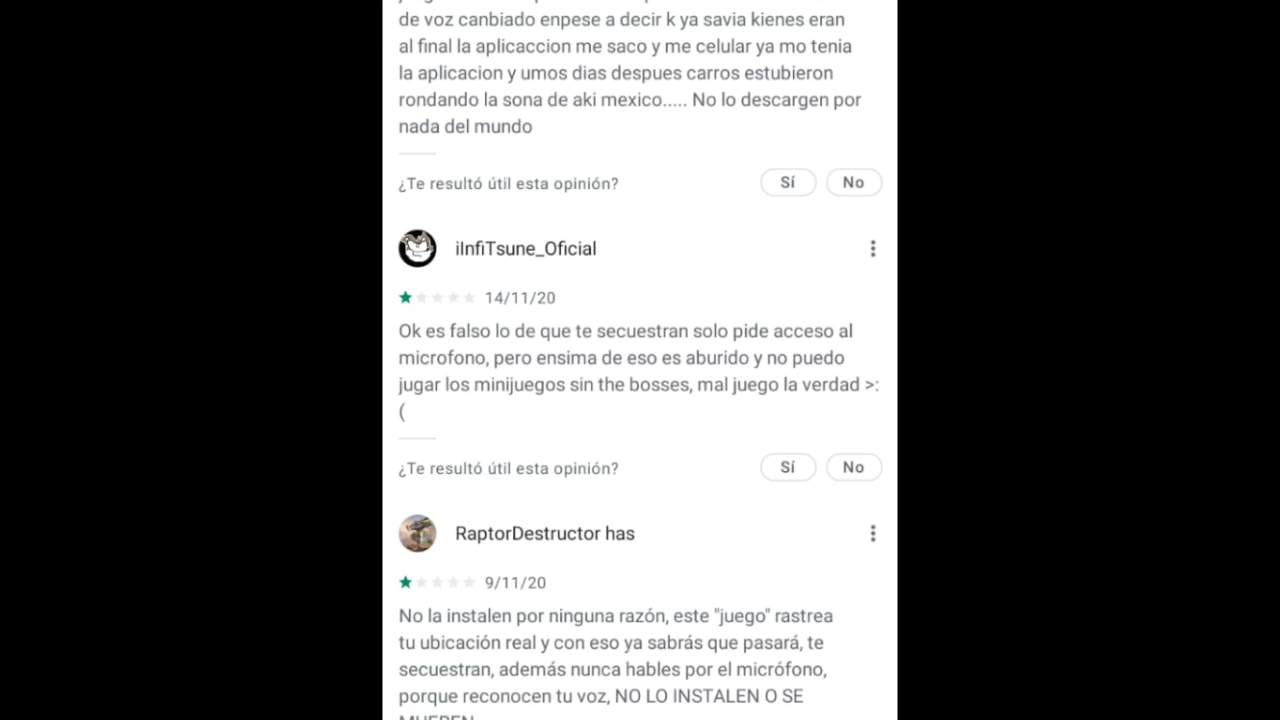 de voz canbiado enpese a decir k ya savia kienes eran
al final la aplicaccion me saco y me celular ya mo tenia
la aplicacion y umos dias despues carros estubieron
rondando la sona de aki mexico..... No lo descargen por
nada del mundo
¿Te resultó útil esta opinión?
Sí
No
iInfiTsune_Oficial
14/11/20
Ok es falso lo de que te secuestran solo pide acceso al
microfono, pero ensima de eso es aburido y no puedo
jugar los minijuegos sin the bosses, mal juego la verdad >:
(
¿Te resultó útil esta opinión?
Sí
No
RaptorDestructor has
9/11/20
No la instalen por ninguna razón, este "juego" rastrea
tu ubicación real y con eso ya sabrás que pasará, te
secuestran, además nunca hables por el micrófono,
porque reconocen tu voz, NO LO INSTALEN O SE
MUEREN